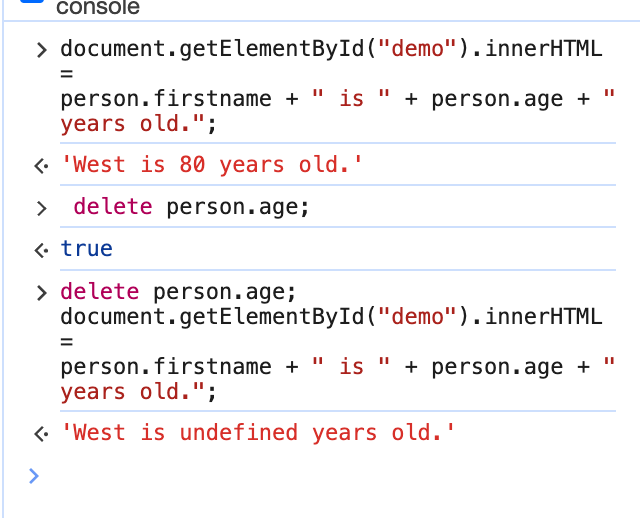 console
document.getElementById("demo").innerHTML
=
person.firstname + " is " + person.age + "
years old.";
'West is 80 years old.'
delete person.age;
true
delete person.age;
document.getElementById("demo").innerHTML
=
person.firstname + " is " + person.age + "
years old.";
'West is undefined years old.'